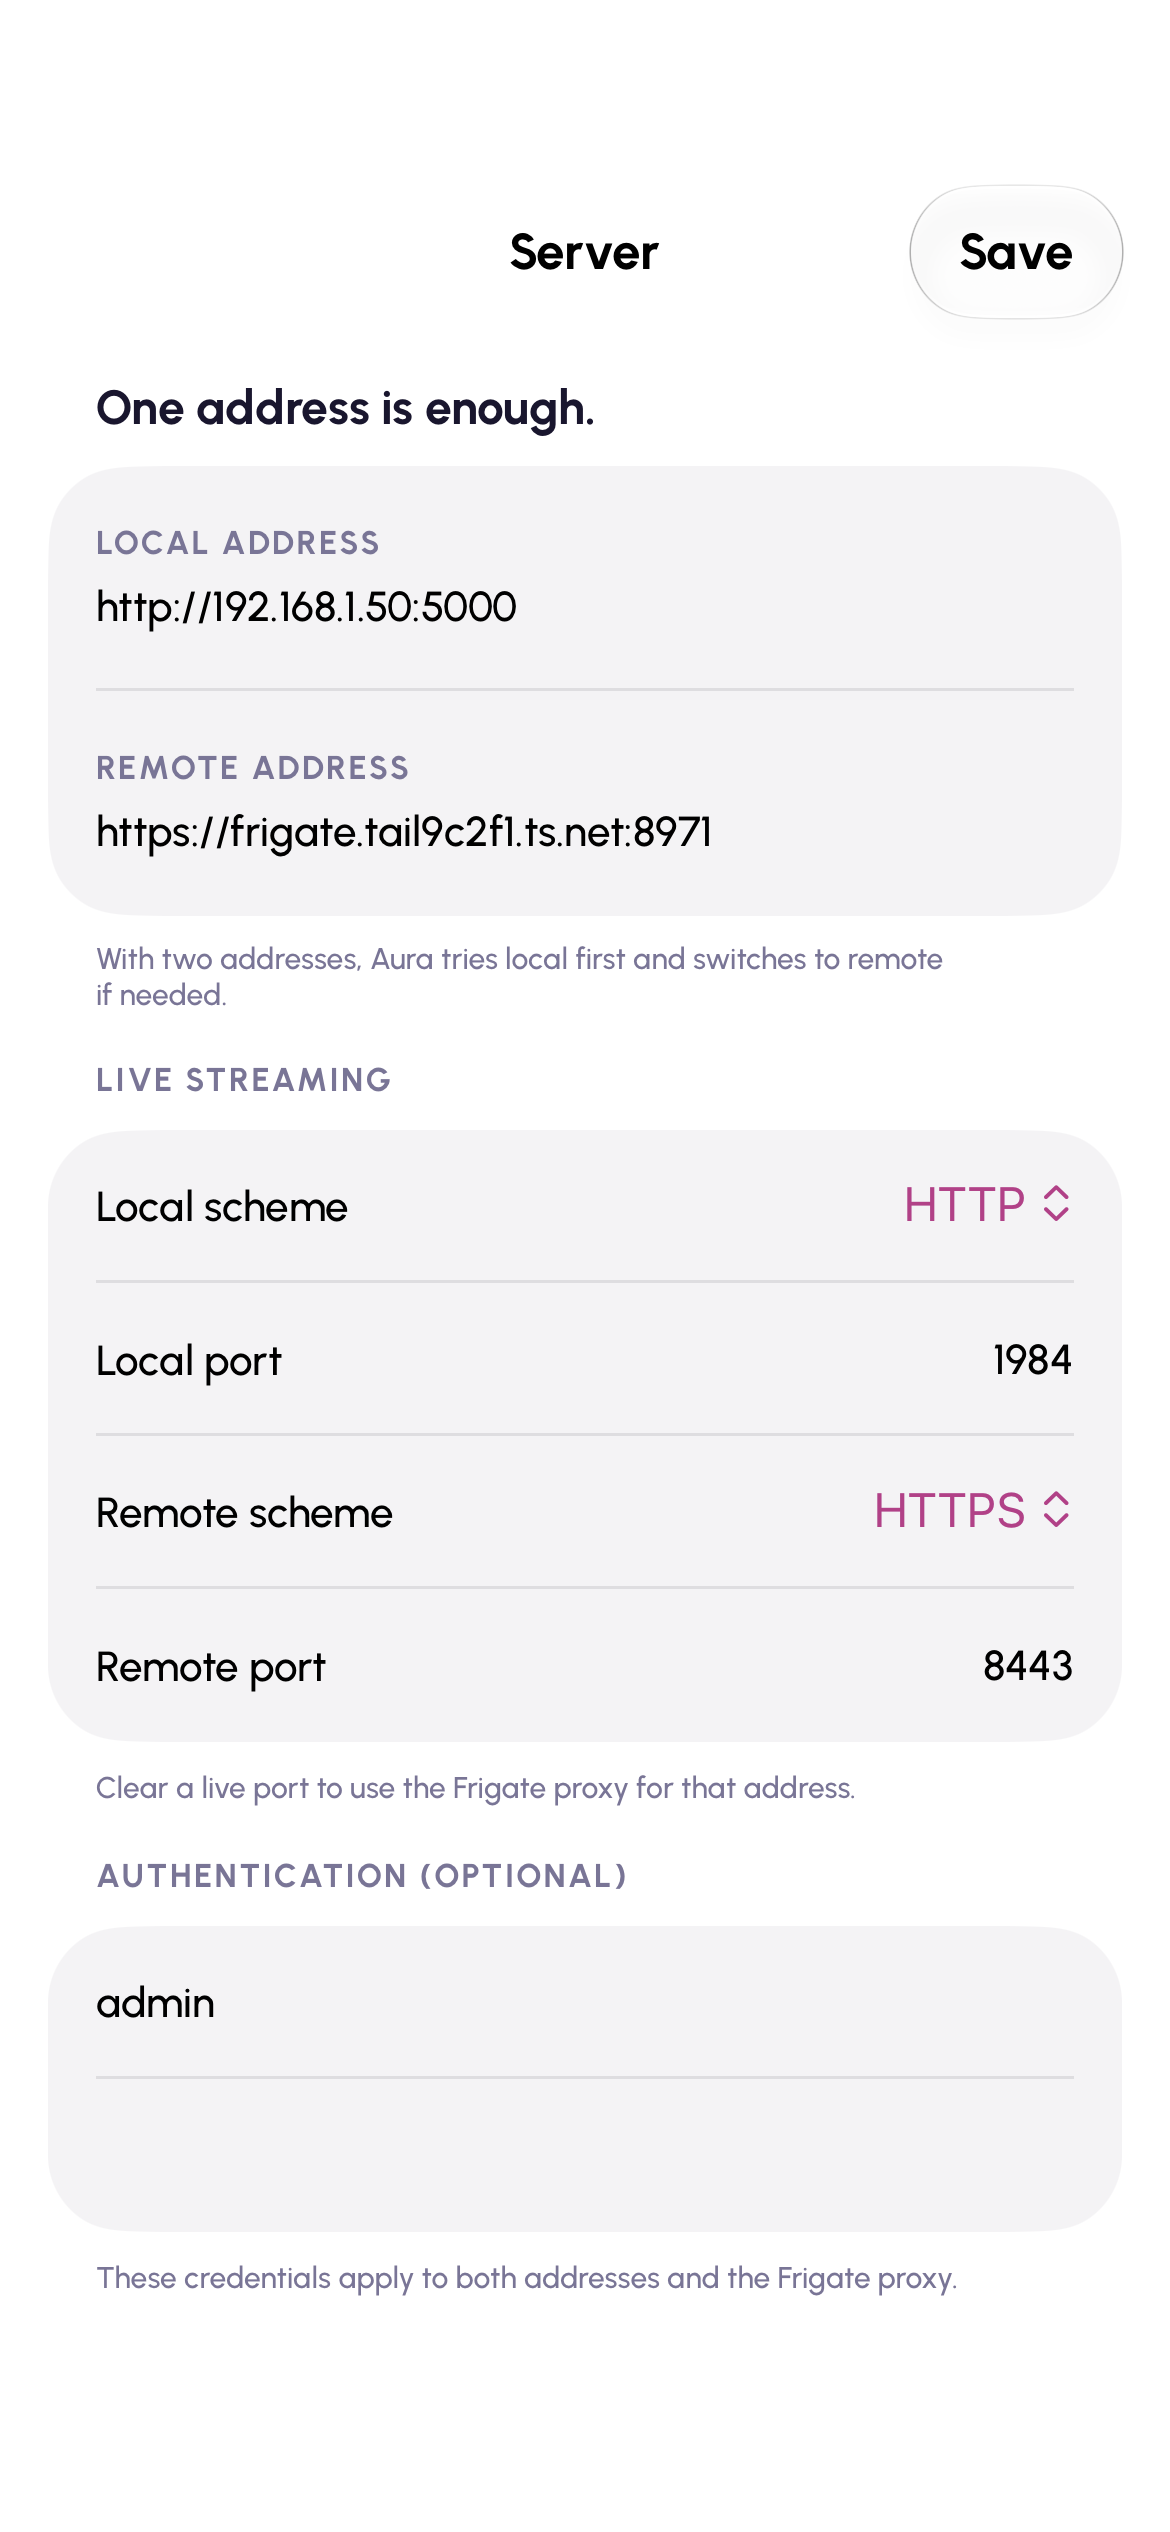 Server
Save
One address is enough.
LOCAL ADDRESS
http://192.168.1.50:5000
REMOTE ADDRESS
https://frigate.tail9c2f1.ts.net:8971
With two addresses, Aura tries local first and switches to remote
if needed.
LIVE STREAMING
Local scheme
HTTP
Local port
1984
Remote scheme
HTTPS
Remote port
8443
Clear a live port to use the Frigate proxy for that address.
AUTHENTICATION (OPTIONAL)
admin
These credentials apply to both addresses and the Frigate proxy.